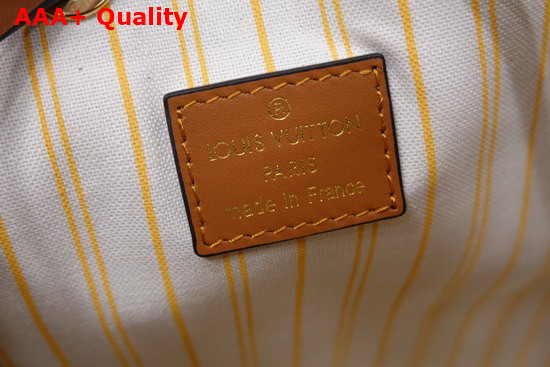 AAA+ Quality
®
LOUIS VUITTON
PARIS
made in France